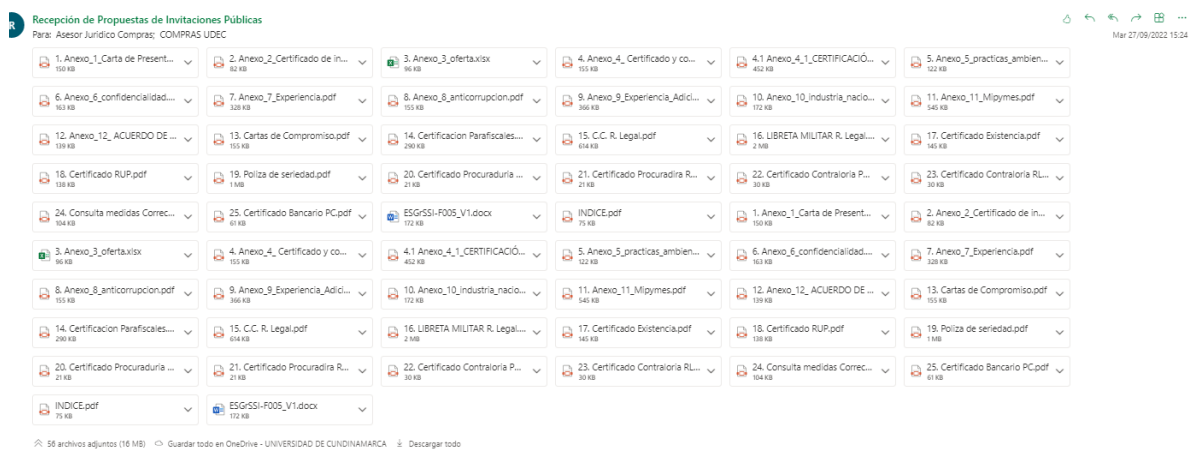 R
Recepción de Propuestas de Invitaciones Públicas
Para: Asesor Juridico Compras; COMPRAS UDEC
Mar 27/09/2022 15:24
1. Anexo_1_Carta de Present... 2. Anexo_2_Certificado de in... 3. Anexo_3_oferta.xlsx 4. Anexo_4_ Certificado y co... 4.1 Anexo_4_1_CERTIFICACIÓ... 5. Anexo_5_practicas_ambien...
150 KB 82 KB 96 KB 155 KB 452 KB 122 KB
6. Anexo_6_confidencialidad.... 7. Anexo_7_Experiencia.pdf 8. Anexo_8_anticorrupcion.pdf 9. Anexo_9_Experiencia_Adici... 10. Anexo_10_industria_nacio... 11. Anexo_11_Mipymes.pdf
163 KB 328 KB 155 KB 366 KB 172 KB 545 KB
12. Anexo_12_ ACUERDO DE ... 13. Cartas de Compromiso.pdf 14. Certificacion Parafiscales.... 15. C.C. R. Legal.pdf 16. LIBRETA MILITAR R. Legal.... 17. Certificado Existencia.pdf
139 KB 155 KB 290 KB 614 KB 2 MB 145 KB
18. Certificado RUP.pdf 19. Poliza de seriedad.pdf 20. Certificado Procuraduria ... 21. Certificado Procuradira R... 22. Certificado Contraloria P... 23. Certificado Contraloria RL...
138 KB 1 MB 21 KB 21 KB 30 KB 30 KB
24. Consulta medidas Correc... 25. Certificado Bancario PC.pdf ESGrSSI-F005_V1.docx INDICE.pdf 1. Anexo_1_Carta de Present... 2. Anexo_2_Certificado de in...
104 KB 61 KB 172 KB 75 KB 150 KB 82 KB
3. Anexo_3_oferta.xlsx 4. Anexo_4_ Certificado y co... 4.1 Anexo_4_1_CERTIFICACIÓ... 5. Anexo_5_practicas_ambien... 6. Anexo_6_confidencialidad.... 7. Anexo_7_Experiencia.pdf
96 KB 155 KB 452 KB 122 KB 163 KB 328 KB
8. Anexo_8_anticorrupcion.pdf 9. Anexo_9_Experiencia_Adici... 10. Anexo_10_industria_nacio... 11. Anexo_11_Mipymes.pdf 12. Anexo_12_ ACUERDO DE ... 13. Cartas de Compromiso.pdf
155 KB 366 KB 172 KB 545 KB 139 KB 155 KB
14. Certificacion Parafiscales.... 15. C.C. R. Legal.pdf 16. LIBRETA MILITAR R. Legal.... 17. Certificado Existencia.pdf 18. Certificado RUP.pdf 19. Poliza de seriedad.pdf
290 KB 614 KB 2 MB 145 KB 138 KB 1 MB
20. Certificado Procuraduria ... 21. Certificado Procuradira R... 22. Certificado Contraloria P... 23. Certificado Contraloria RL... 24. Consulta medidas Correc... 25. Certificado Bancario PC.pdf
21 KB 21 KB 30 KB 30 KB 104 KB 61 KB
INDICE.pdf ESGrSSI-F005_V1.docx
75 KB 172 KB
56 archivos adjuntos (16 MB) Guardar todo en OneDrive - UNIVERSIDAD DE CUNDINAMARCA Descargar todo